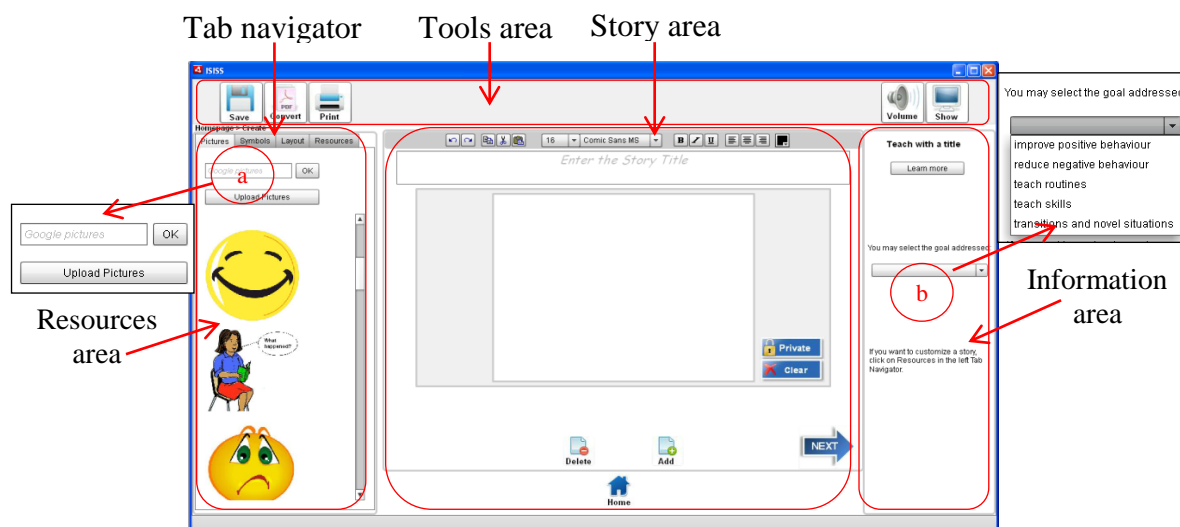 Tab navigator
Tools area
Story area
ISISS
Save
Convert
Print
PDF
Volume
Show
Homepage > Create
Pictures
Symbols
Layout
Resources
Google pictures
OK
Upload Pictures
a
Google pictures
OK
Upload Pictures
Resources
area
What
happened?
16
Comic Sans MS
B
I
U
Enter the Story Title
Private
Clear
Delete
Add
NEXT
Home
Teach with a title
Learn more
You may select the goal addressed:
b
If you want to customize a story,
click on Resources in the left Tab
Navigator.
You may select the goal addressed
improve positive behaviour
reduce negative behaviour
teach routines
teach skills
transitions and novel situations
Information
area